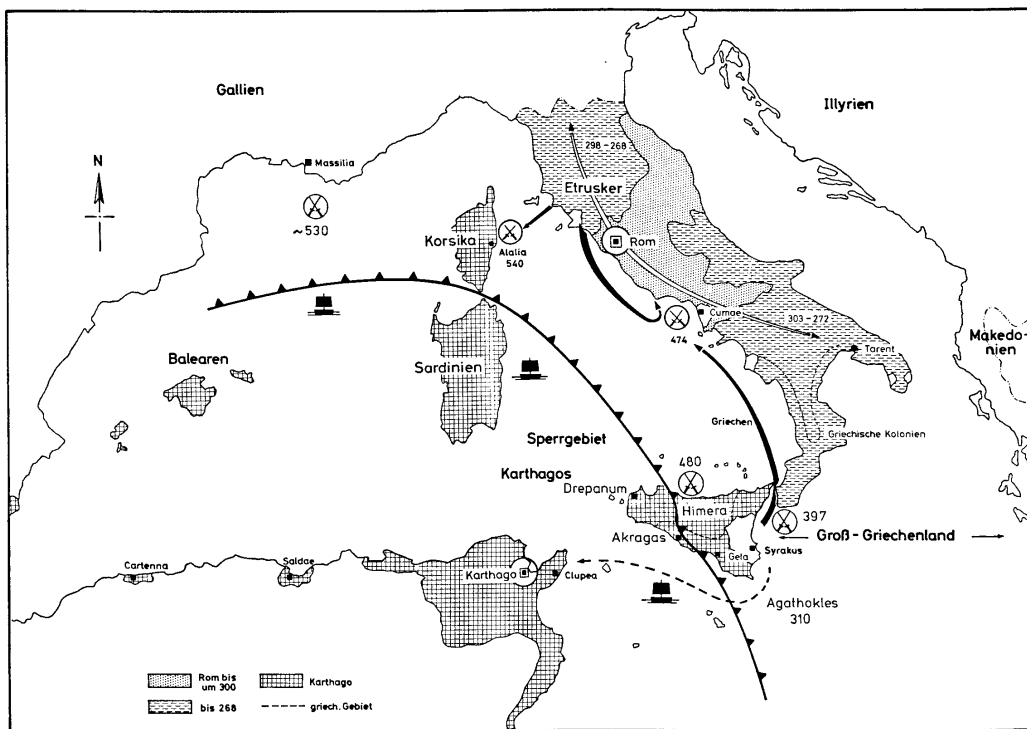 Gallien
Illyrien
N
Massilia
~530
298-268
Etrusker
Korsika
Alalia
540
Rom
Cumae
474
303-272
Tarent
Makedo-
nien
Balearen
Sardinien
Griechen
Griechische Kolonien
Sperrgebiet
Karthagos
480
Drepanum
Himera
397
Akragas
Groß-Griechenland
Gela
Syrakus
Cartenna
Saldae
Karthago
Clupea
Agathokles
310
Rom bis
um 300
Karthago
bis 268
griech. Gebiet